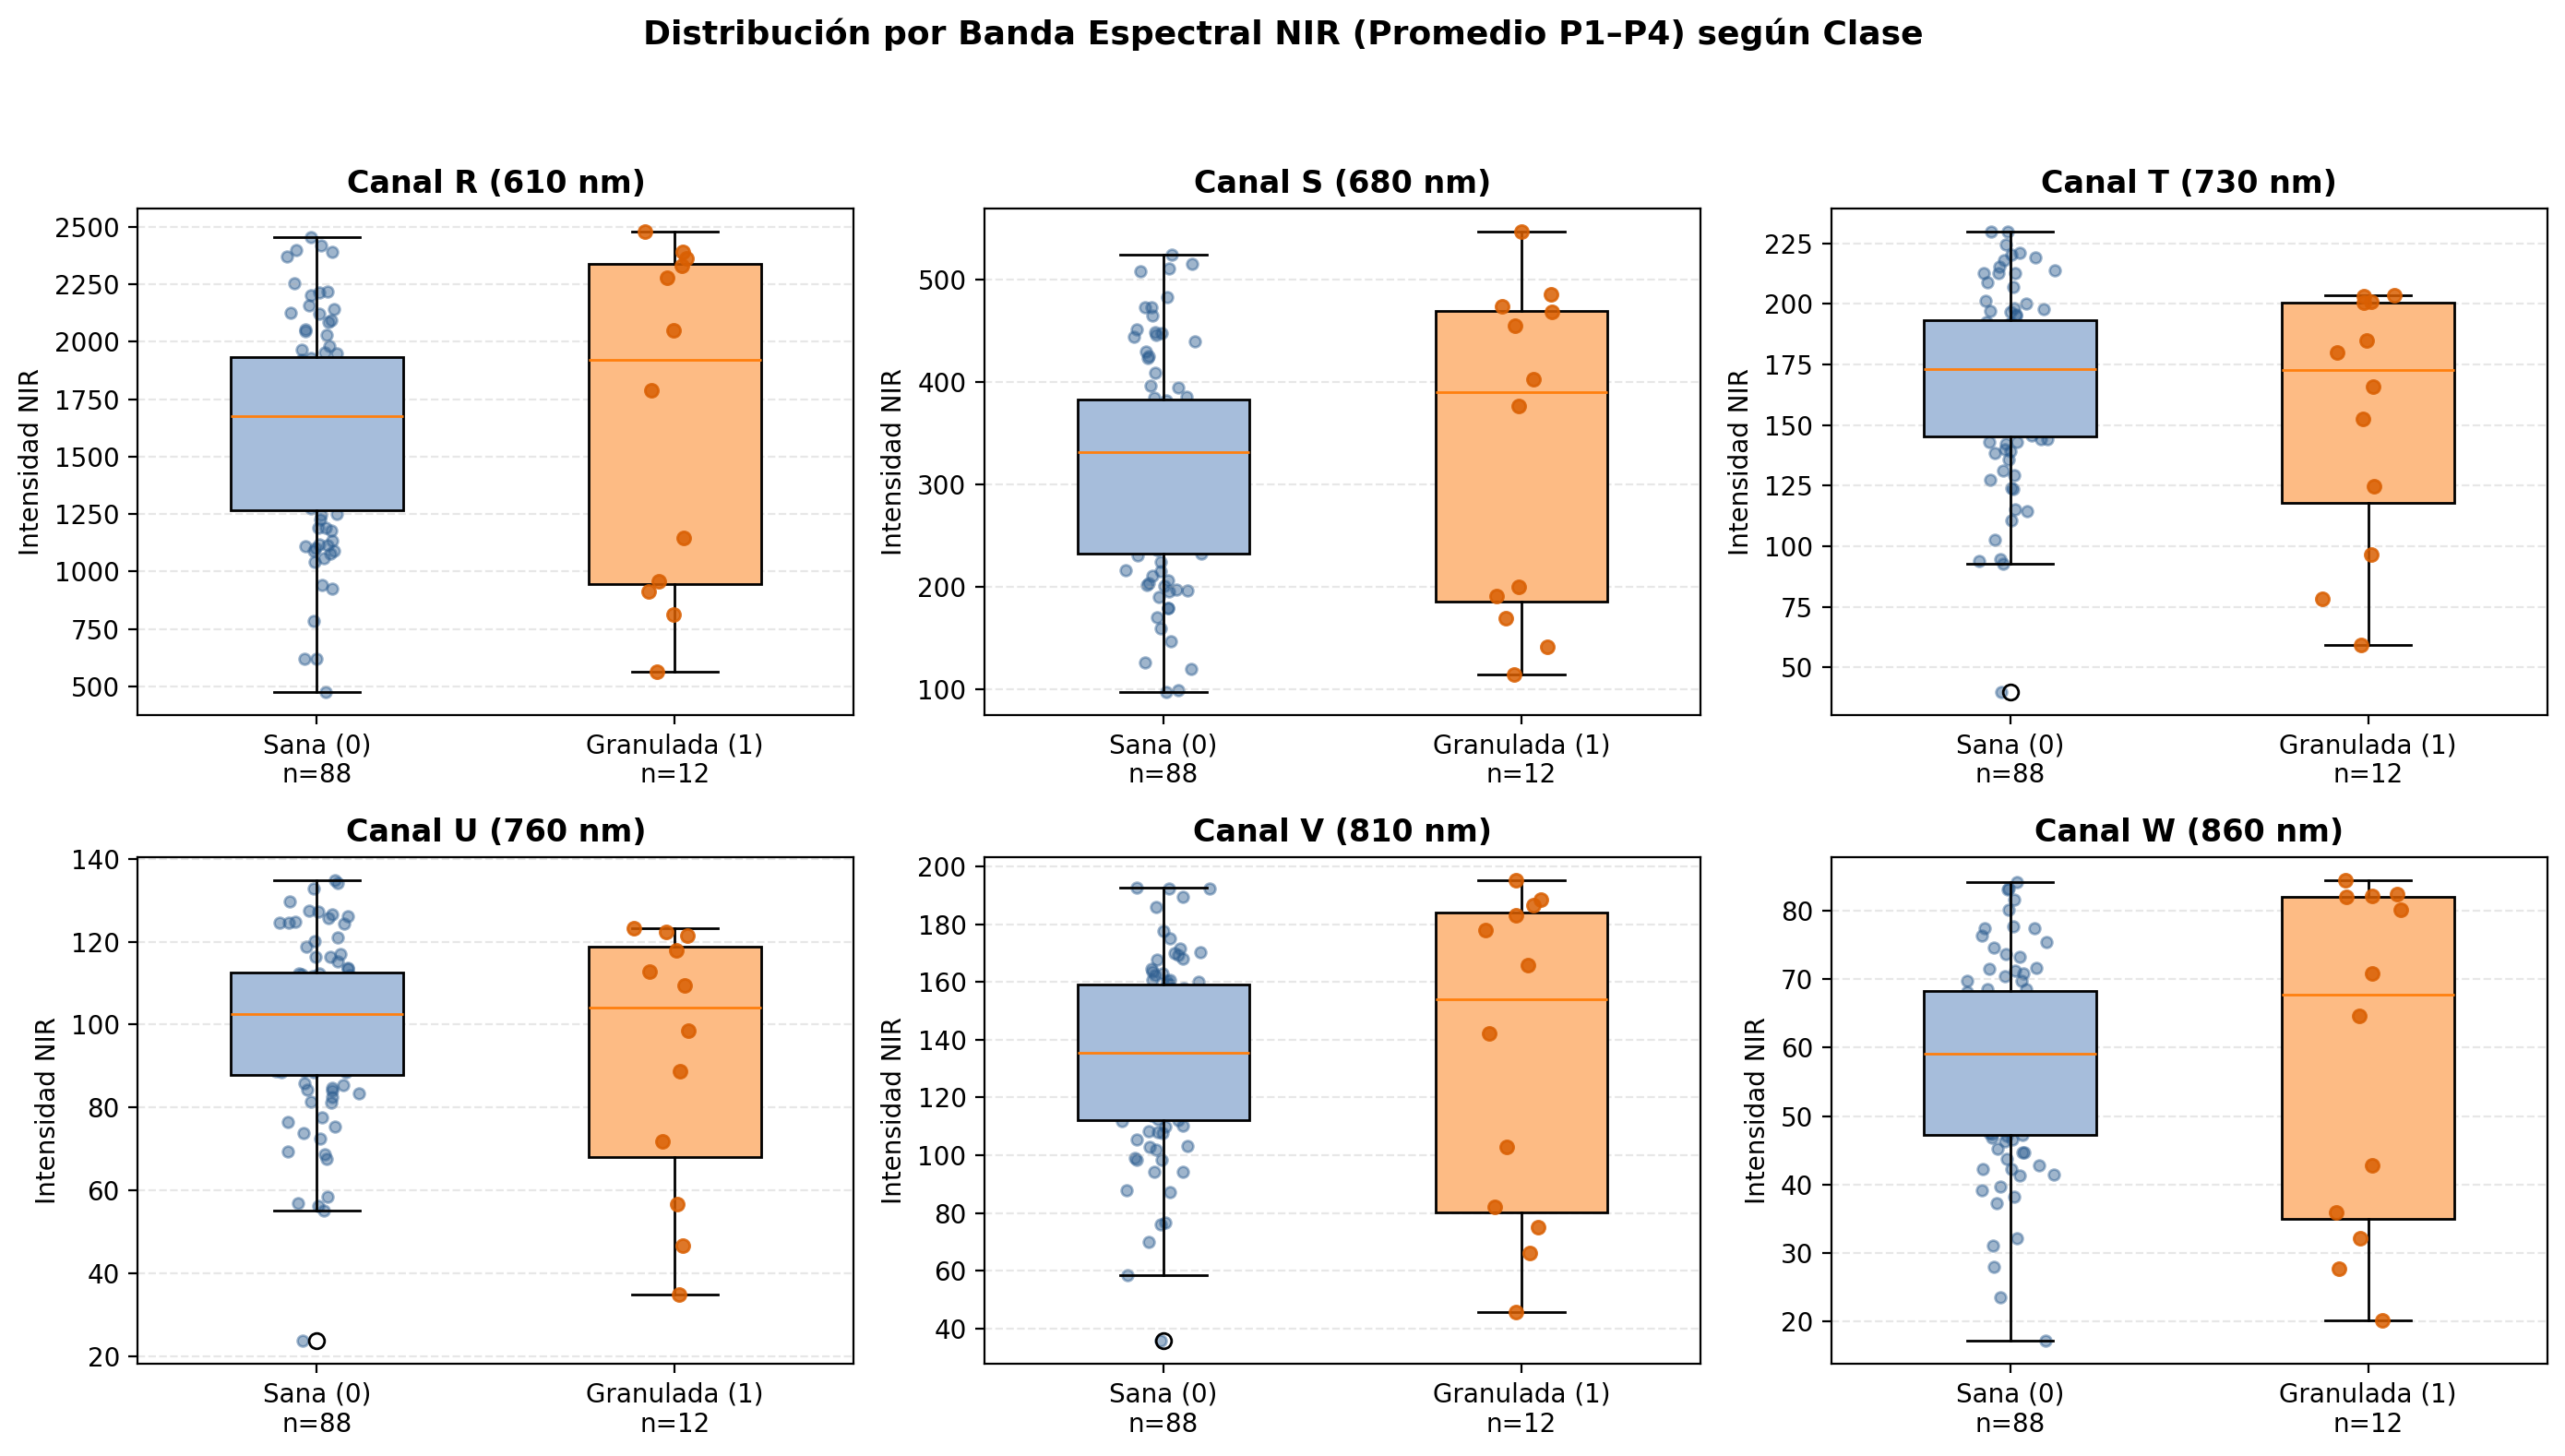 Distribución por Banda Espectral NIR (Promedio P1–P4) según Clase
Canal R (610 nm)
Intensidad NIR
2500
2250
2000
1750
1500
1250
1000
750
500
Sana (0)
n=88
Granulada (1)
n=12
Canal S (680 nm)
Intensidad NIR
500
400
300
200
100
Sana (0)
n=88
Granulada (1)
n=12
Canal T (730 nm)
Intensidad NIR
225
200
175
150
125
100
75
50
Sana (0)
n=88
Granulada (1)
n=12
Canal U (760 nm)
Intensidad NIR
140
120
100
80
60
40
20
Sana (0)
n=88
Granulada (1)
n=12
Canal V (810 nm)
Intensidad NIR
200
180
160
140
120
100
80
60
40
Sana (0)
n=88
Granulada (1)
n=12
Canal W (860 nm)
Intensidad NIR
80
70
60
50
40
30
20
Sana (0)
n=88
Granulada (1)
n=12